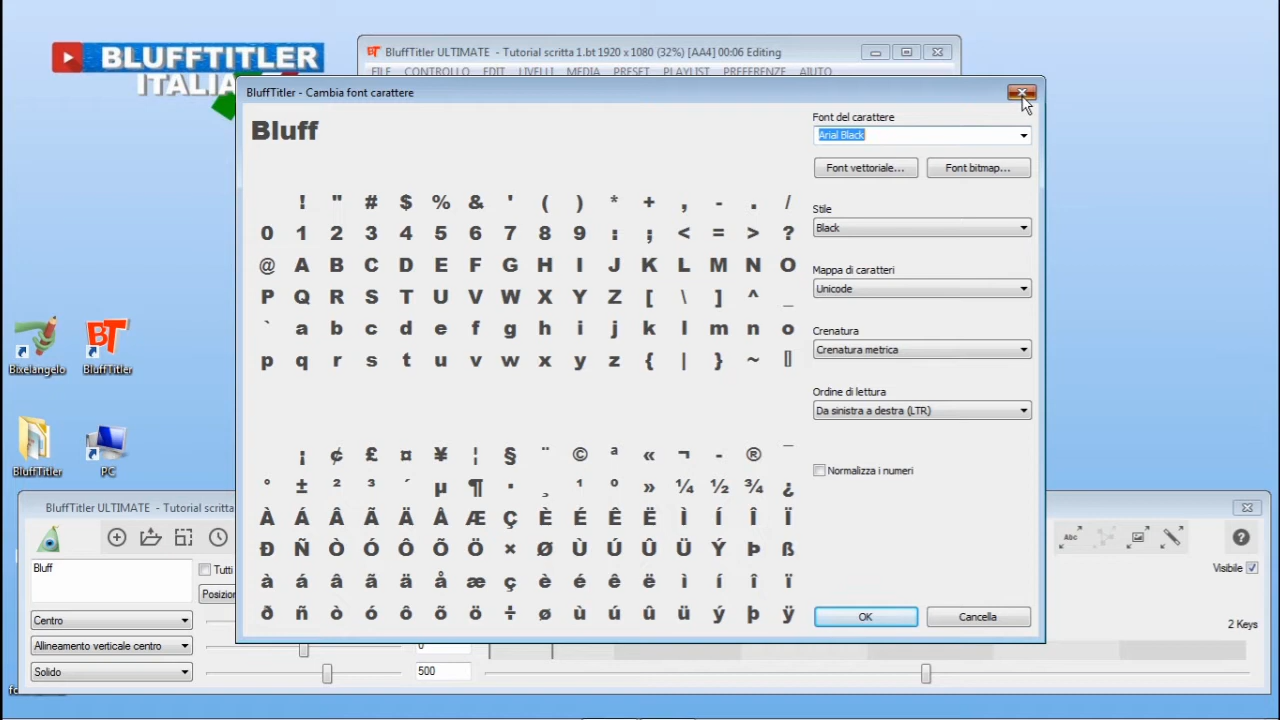 BLUFFTITLER
ITALIA
BluffTitler ULTIMATE - Tutorial scritta 1.bt 1920 x 1080 (32%) [AA4] 00:06 Editing
FILE CONTROLLO EDIT LIVELLI MEDIA PRESET PLAYLIST PREFERENZE AIUTO
BluffTitler - Cambia font carattere
Bluff
! " # $ % & ' ( ) * + , - . /
0 1 2 3 4 5 6 7 8 9 : ; < = > ?
@ A B C D E F G H I J K L M N O
P Q R S T U V W X Y Z [ \ ] ^ _
` a b c d e f g h i j k l m n o
p q r s t u v w x y z { | } ~
¡ ¢ £ ¤ ¥ ¦ § ¨ © ª « ¬ - ® ¯
° ± ² ³ ´ µ ¶ · ¸ ¹ º » ¼ ½ ¾ ¿
À Á Â Ã Ä Å Æ Ç È É Ê Ë Ì Í Î Ï
Ð Ñ Ò Ó Ô Õ Ö × Ø Ù Ú Û Ü Ý Þ ß
à á â ã ä å æ ç è é ê ë ì í î ï
ð ñ ò ó ô õ ö ÷ ø ù ú û ü ý þ ÿ
Font del carattere
Arial Black
Font vettoriale...
Font bitmap...
Stile
Black
Mappa di caratteri
Unicode
Crenatura
Crenatura metrica
Ordine di lettura
Da sinistra a destra (LTR)
Normalizza i numeri
OK
Cancella
Bixelangelo
BluffTitler
BluffTitler
PC
BluffTitler ULTIMATE - Tutorial scritta
Bluff
Tutti
Posizion
Centro
Allineamento verticale centro
0
Solido
500
Abc
Visibile
2 Keys